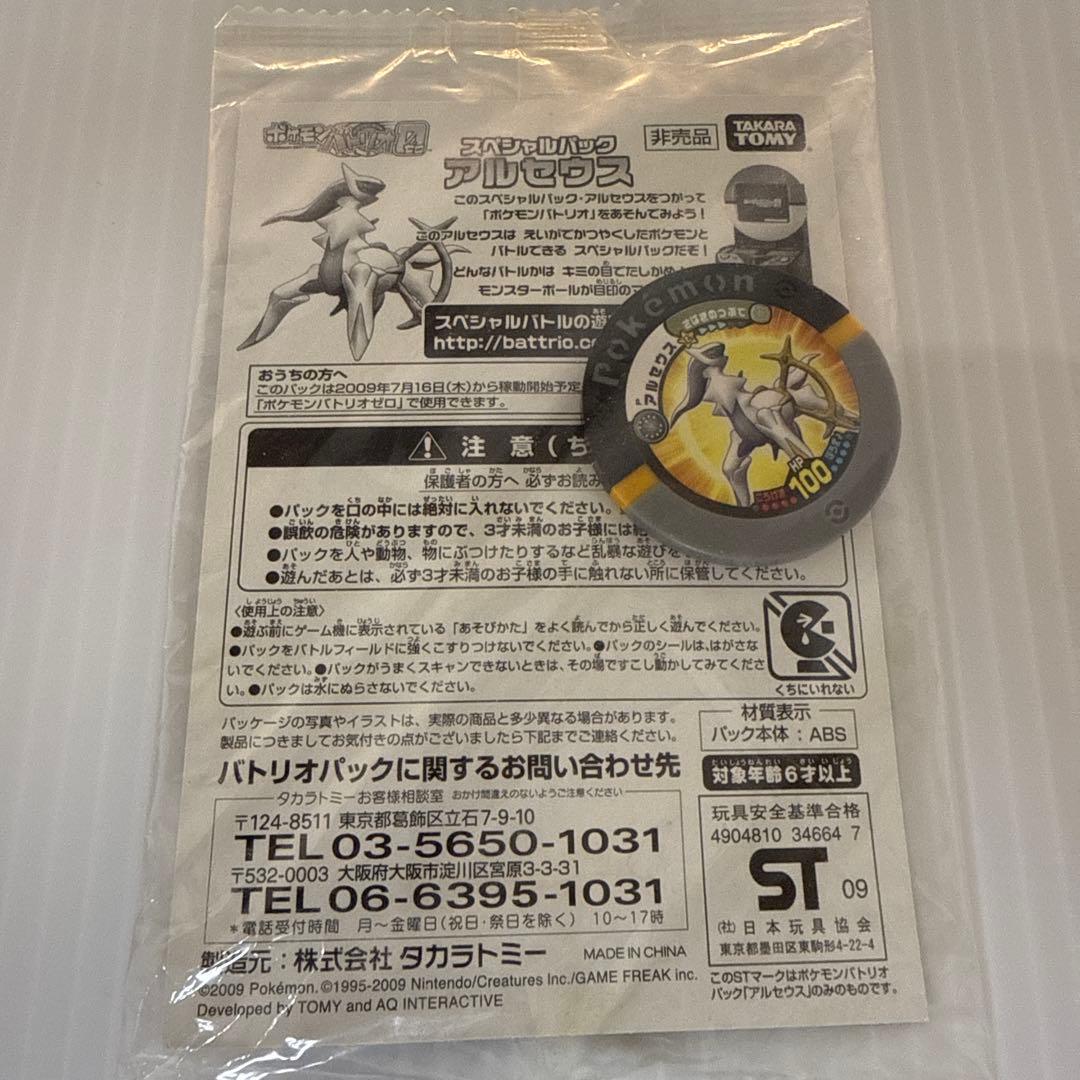 ポケモンバトリオ
スペシャルパック
アルセウス
非売品
TAKARA TOMY
このスペシャルパック・アルセウスをつかって
「ポケモンバトリオ」をあそんでみよう!
このアルセウスは えいがでかつやくしたポケモンと
バトルできる スペシャルパックだぞ!
どんなバトルかは キミの目でたしかめ
モンスターボールが目印のマ
スペシャルバトルの遊
http://battrio.co
Pokémon
さばきのつぶて
アルセウス
HP
100
こうげき
ぼうぎょ
おうちの方へ
このパックは2009年7月16日(木)から稼動開始予定
「ポケモンバトリオゼロ」で使用できます。
注意(ち
保護者の方へ 必ずお読み
●パックを口の中には絶対に入れないでください。
●誤飲の危険がありますので、3才未満のお子様には絶
●パックを人や動物、物にぶつけたりするなど乱暴な遊びを
●遊んだあとは、必ず3才未満のお子様の手に触れない所に保管してください。
〈使用上の注意〉
●遊ぶ前にゲーム機に表示されている「あそびかた」をよく読んでから正しく遊んでください。
●パックをバトルフィールドに強くこすりつけないでください。●パックのシールは、はがさな
いでください。●パックがうまくスキャンできないときは、その場ですこし動かしてみてくださ
い。●パックは水にぬらさないでください。
くちにいれない
パッケージの写真やイラストは、実際の商品と多少異なる場合があります。
製品につきましてお気付きの点がございましたら下記までご連絡ください。
材質表示
パック本体:ABS
バトリオパックに関するお問い合わせ先
対象年齢6才以上
タカラトミーお客様相談室 おかけ間違えのないようご注意ください
〒124-8511 東京都葛飾区立石7-9-10
TEL 03-5650-1031
〒532-0003 大阪府大阪市淀川区宮原3-3-31
TEL 06-6395-1031
*電話受付時間 月~金曜日(祝日・祭日を除く) 10~17時
玩具安全基準合格
4904810 34664 7
ST 09
(社)日本玩具協会
東京都墨田区東駒形4-22-4
製造元:株式会社 タカラトミー
MADE IN CHINA
©2009 Pokémon. ©1995-2009 Nintendo/Creatures Inc./GAME FREAK inc.
Developed by TOMY and AQ INTERACTIVE
このSTマークはポケモンバトリオ
パック「アルセウス」のみのものです。